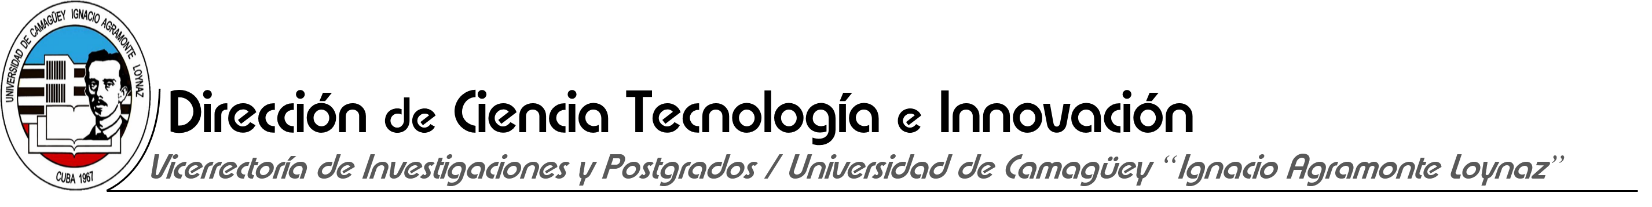 UNIVERSIDAD DE CAMAGÜEY IGNACIO AGRAMONTE LOYNAZ
CUBA 1967
Dirección de Ciencia Tecnología e Innovación
Vicerrectoría de Investigaciones y Postgrados / Universidad de Camagüey “Ignacio Agramonte Loynaz”